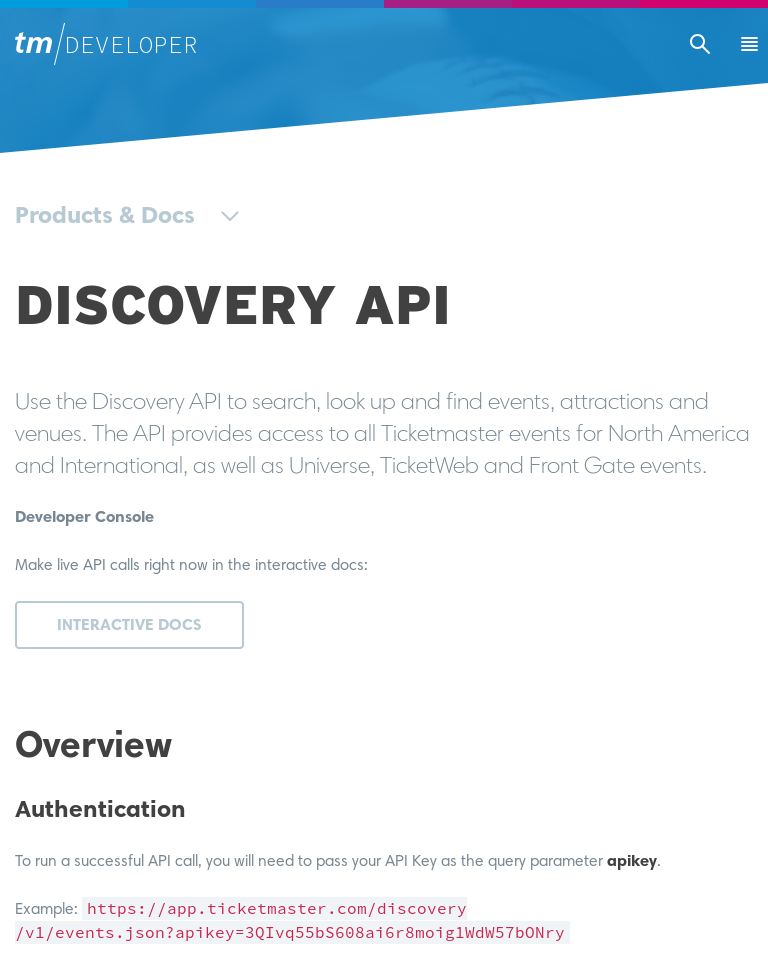 tm/DEVELOPER
Products & Docs
DISCOVERY API
Use the Discovery API to search, look up and find events, attractions and
venues. The API provides access to all Ticketmaster events for North America
and International, as well as Universe, TicketWeb and Front Gate events.
Developer Console
Make live API calls right now in the interactive docs:
INTERACTIVE DOCS
Overview
Authentication
To run a successful API call, you will need to pass your API Key as the query parameter apikey.
Example: https://app.ticketmaster.com/discovery
/v1/events.json?apikey=3QIvq55bS608ai6r8moig1WdW57bONry